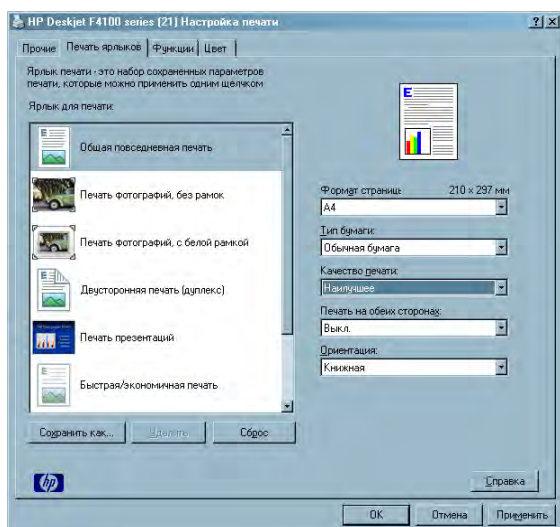 HP Deskjet F4100 series (21) Настройка печати
Прочие Печать ярлыков Функции Цвет
Ярлык печати - это набор сохраненных параметров
печати, которые можно применить одним щелчком
Ярлык для печати:
Общая повседневная печать
Печать фотографий, без рамок
Печать фотографий, с белой рамкой
Двусторонняя печать (дуплекс)
Печать презентаций
Быстрая/экономичная печать
Сохранить как... Удалить Сброс
E
Формат страниц: 210 x 297 мм
A4
Тип бумаги:
Обычная бумага
Качество печати:
Наилучшее
Печать на обеих сторонах:
Выкл.
Ориентация:
Книжная
hp
Справка
OK Отмена Применить